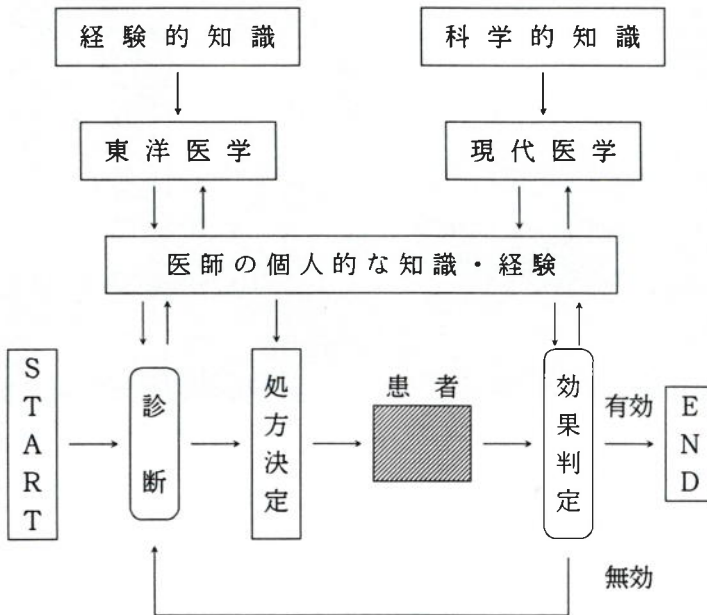 経験的知識
科学的知識
東洋医学
現代医学
医師の個人的な知識・経験
START
診断
処方決定
患者
効果判定
有効
END
無効